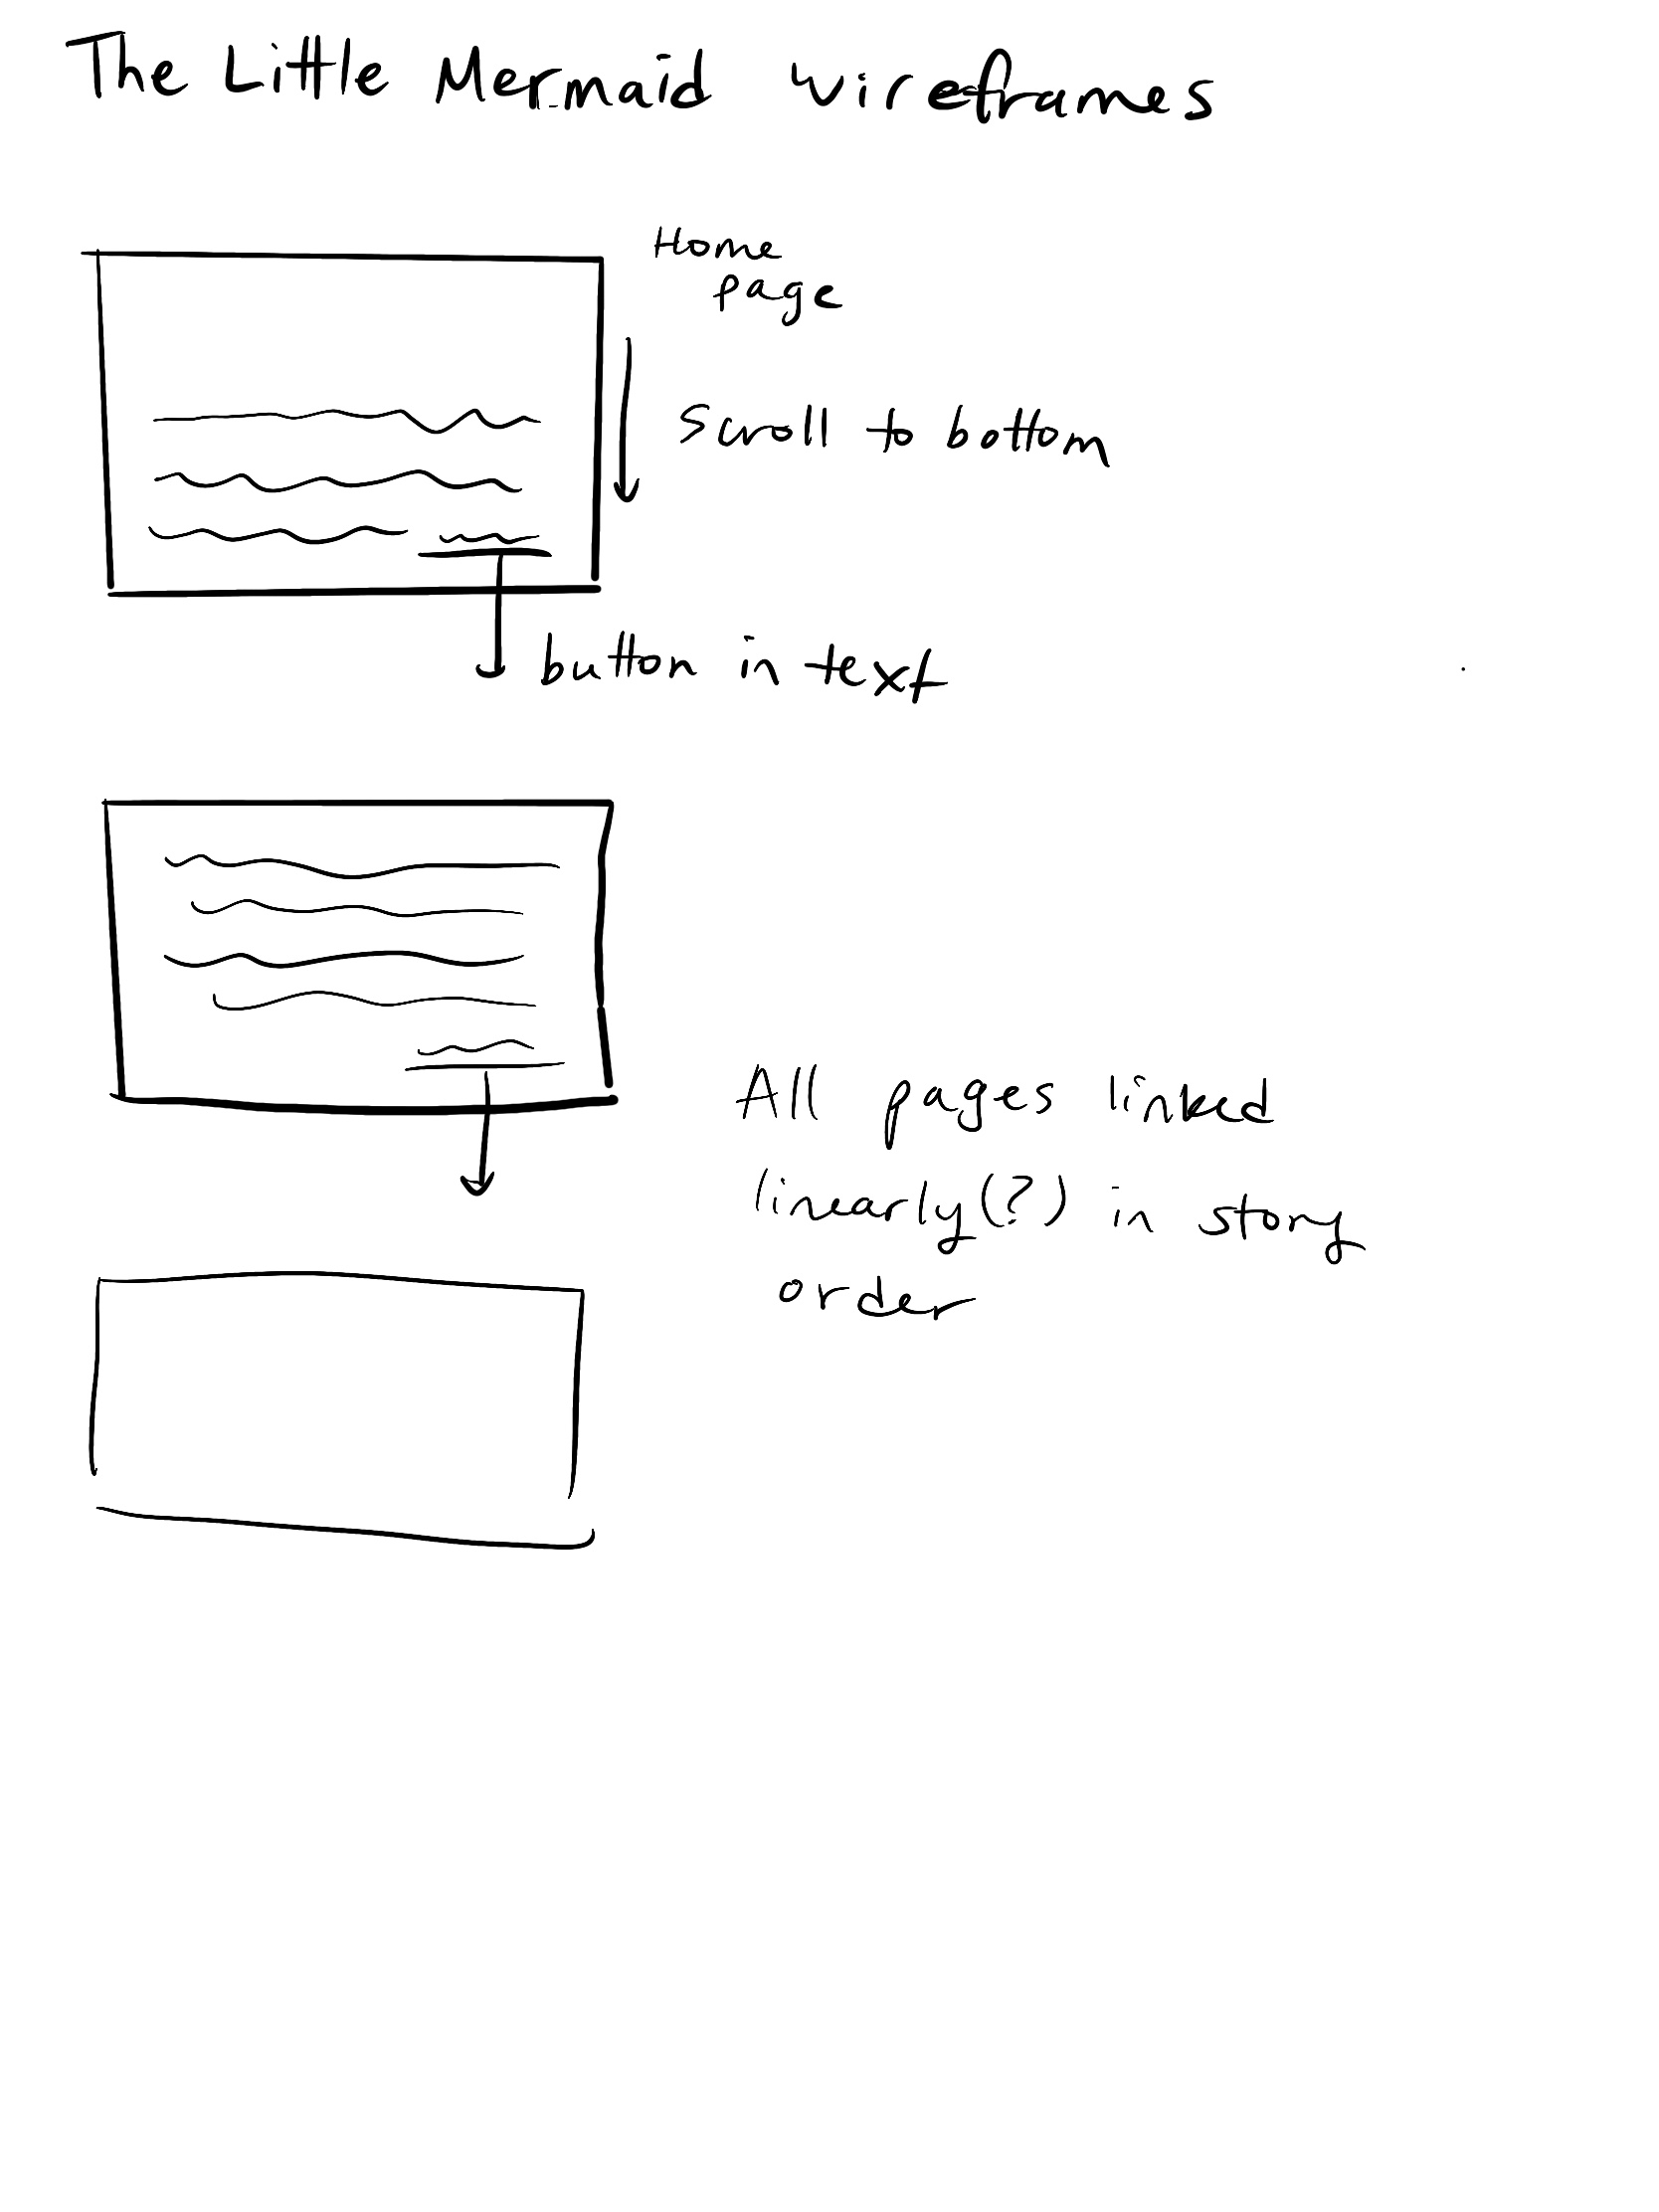 The Little Mermaid wireframes
Home
page
Scroll to bottom
button in text
All pages linked
linearly(?) in story
order